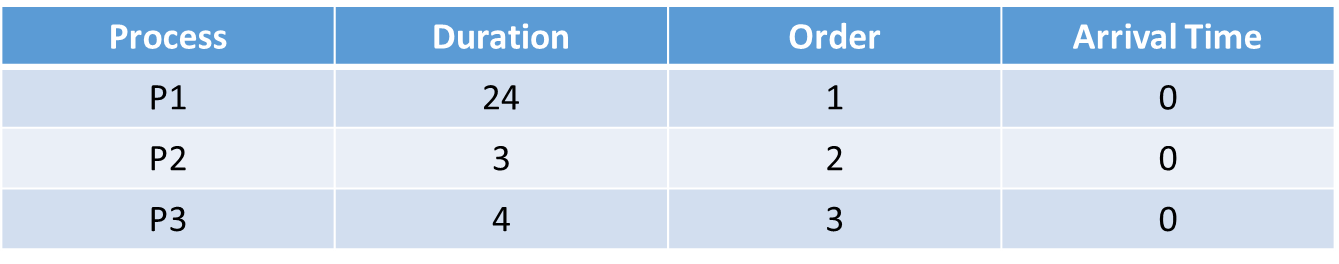 Process Duration Order Arrival Time
P1 24 1 0
P2 3 2 0
P3 4 3 0